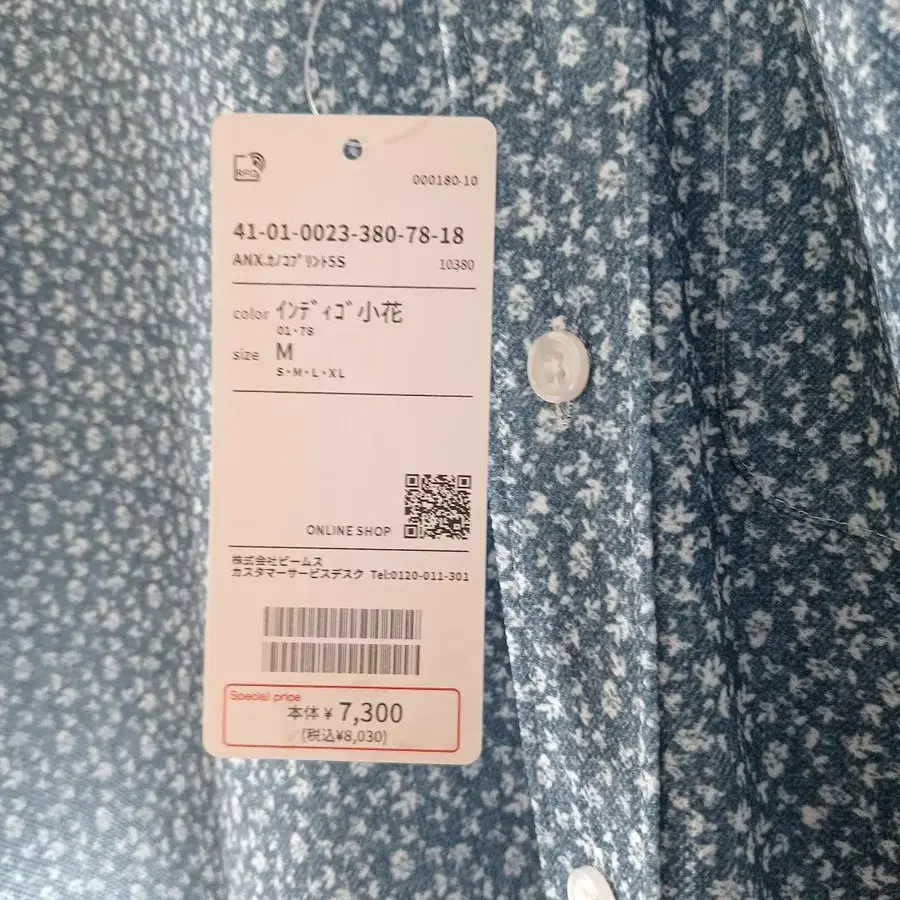 RFID
000180-10
41-01-0023-380-78-18
ANX.ｶﾉｺﾌﾟﾘﾝﾄSS 10380
color ｲﾝﾃﾞｨｺﾞ小花
01・78
size M
S・M・L・XL
ONLINE SHOP
株式会社ビームス
カスタマーサービスデスク Tel:0120-011-301
Special price
本体¥7,300
(税込¥8,030)